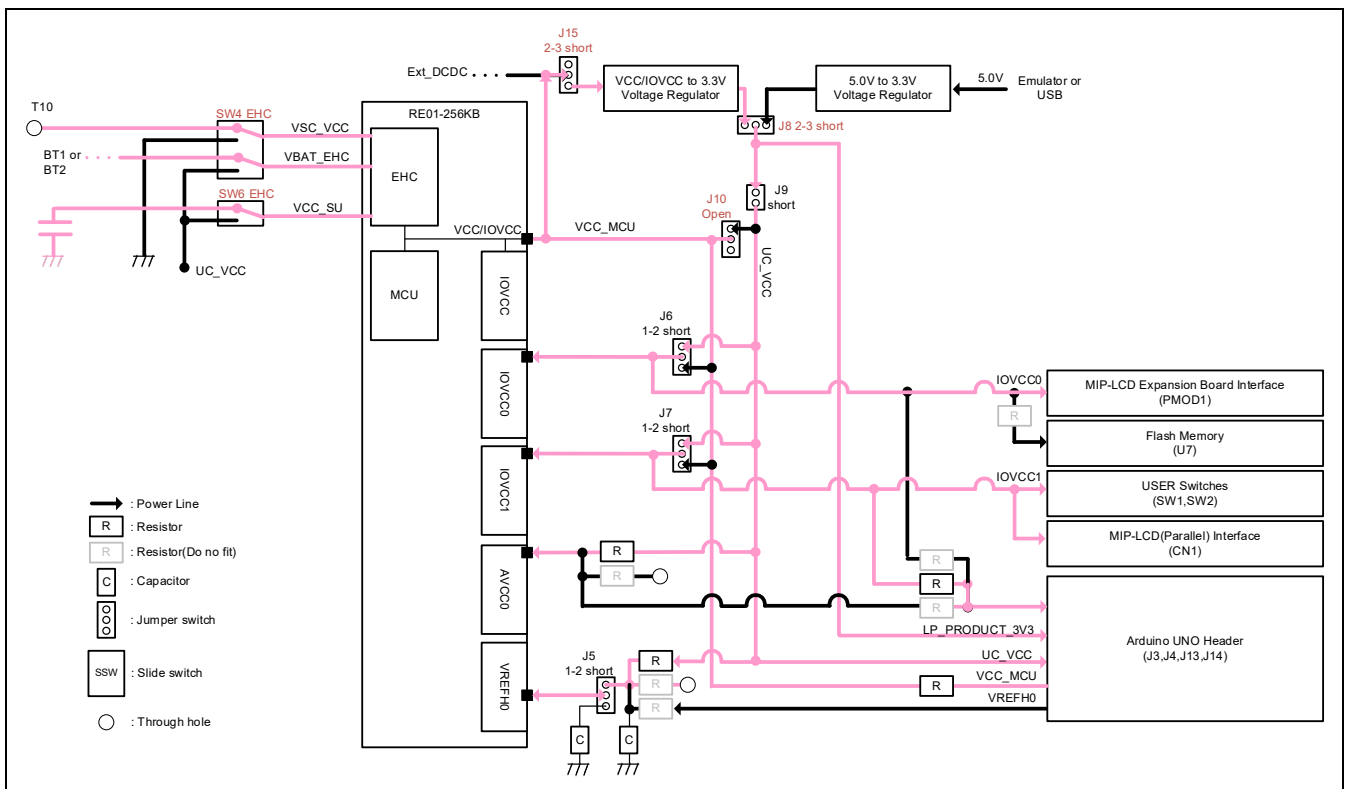 J15
2-3 short
Ext_DCDC
VCC/IOVCC to 3.3V
Voltage Regulator
5.0V to 3.3V
Voltage Regulator
5.0V
Emulator or
USB
T10
RE01-256KB
SW4 EHC
VSC_VCC
J8 2-3 short
BT1 or
BT2
VBAT_EHC
EHC
SW6 EHC
VCC_SU
J9
short
J10
Open
VCC/IOVCC
VCC_MCU
UC_VCC
UC_VCC
MCU
IOVCC
J6
1-2 short
IOVCC0
IOVCC0
MIP-LCD Expansion Board Interface
(PMOD1)
R
Flash Memory
(U7)
J7
1-2 short
IOVCC1
IOVCC1
USER Switches
(SW1,SW2)
MIP-LCD(Parallel) Interface
(CN1)
: Power Line
R : Resistor
R : Resistor(Do no fit)
C : Capacitor
: Jumper switch
SSW : Slide switch
: Through hole
AVCC0
R
R
R
R
R
LP_PRODUCT_3V3
Arduino UNO Header
(J3,J4,J13,J14)
J5
1-2 short
VREFH0
R
UC_VCC
R
VCC_MCU
R
R
VREFH0
C
C